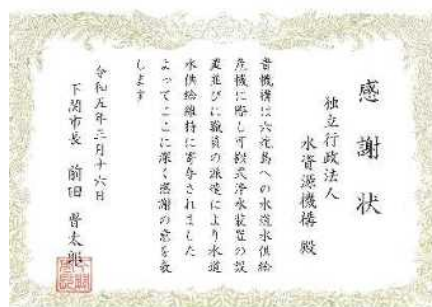 感謝状
独立行政法人
水資源機構 殿
貴機構は六連島への水道水供給
危機に際し可搬式浄水装置の設
置並びに職員の派遣により水道
水供給維持に寄与されました
よってここに深く感謝の意を表
します
令和五年三月十六日
下関市長 前田 晋太郎